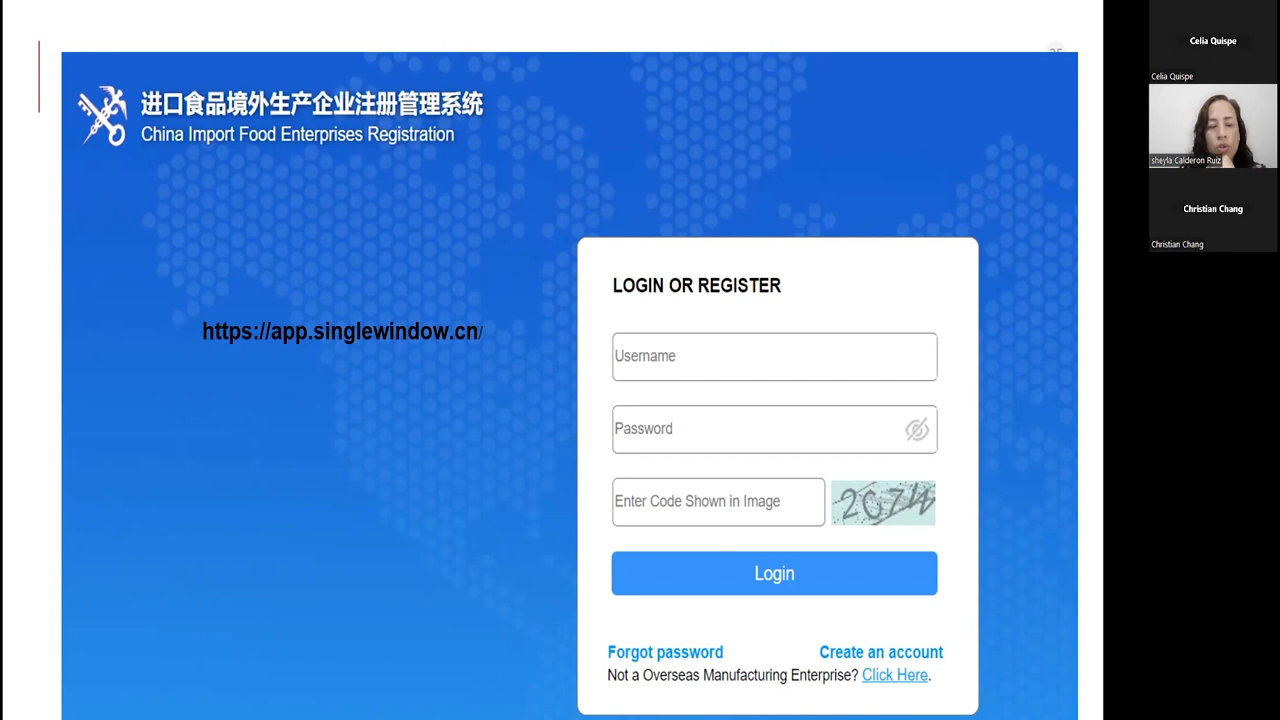 进口食品境外生产企业注册管理系统
China Import Food Enterprises Registration
https://app.singlewindow.cn/
LOGIN OR REGISTER
Username
Password
Enter Code Shown in Image
Login
Forgot password
Create an account
Not a Overseas Manufacturing Enterprise? Click Here.
Celia Quispe
Celia Quispe
sheyla Calderon Ruiz
Christian Chang
Christian Chang